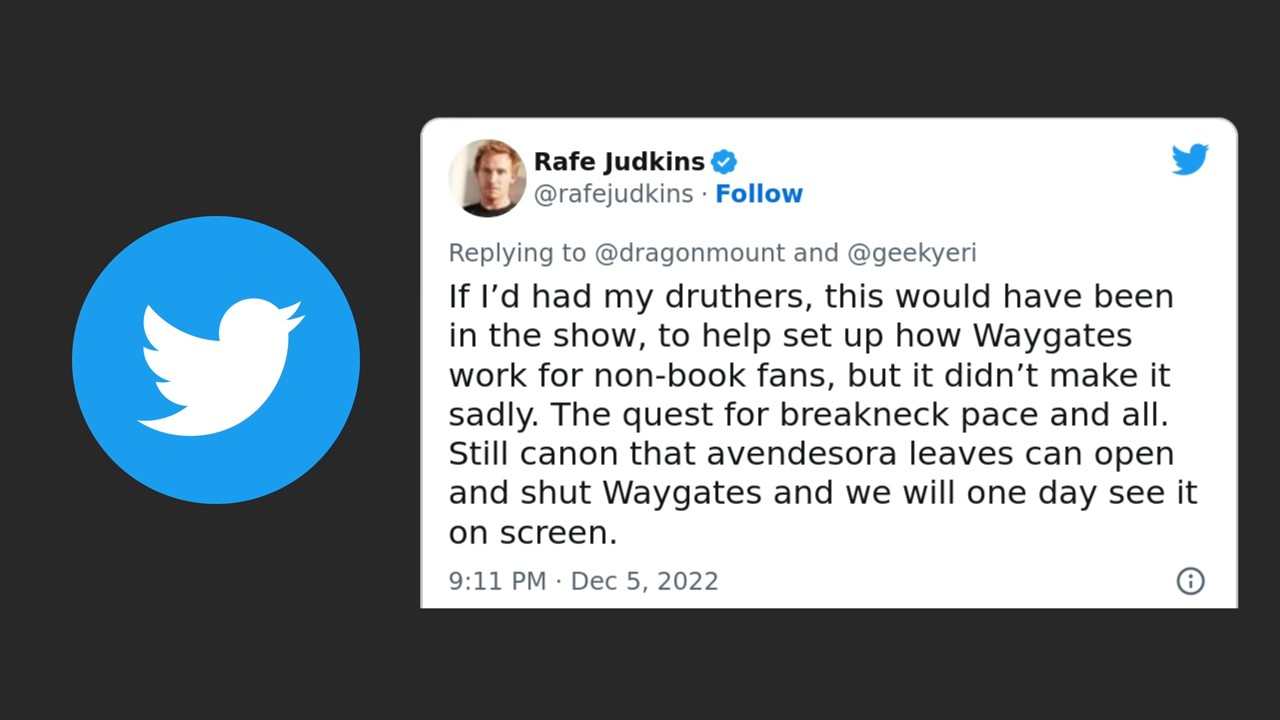 Rafe Judkins
@rafejudkins · Follow
Replying to @dragonmount and @geekyeri
If I’d had my druthers, this would have been
in the show, to help set up how Waygates
work for non-book fans, but it didn’t make it
sadly. The quest for breakneck pace and all.
Still canon that avendesora leaves can open
and shut Waygates and we will one day see it
on screen.
9:11 PM · Dec 5, 2022